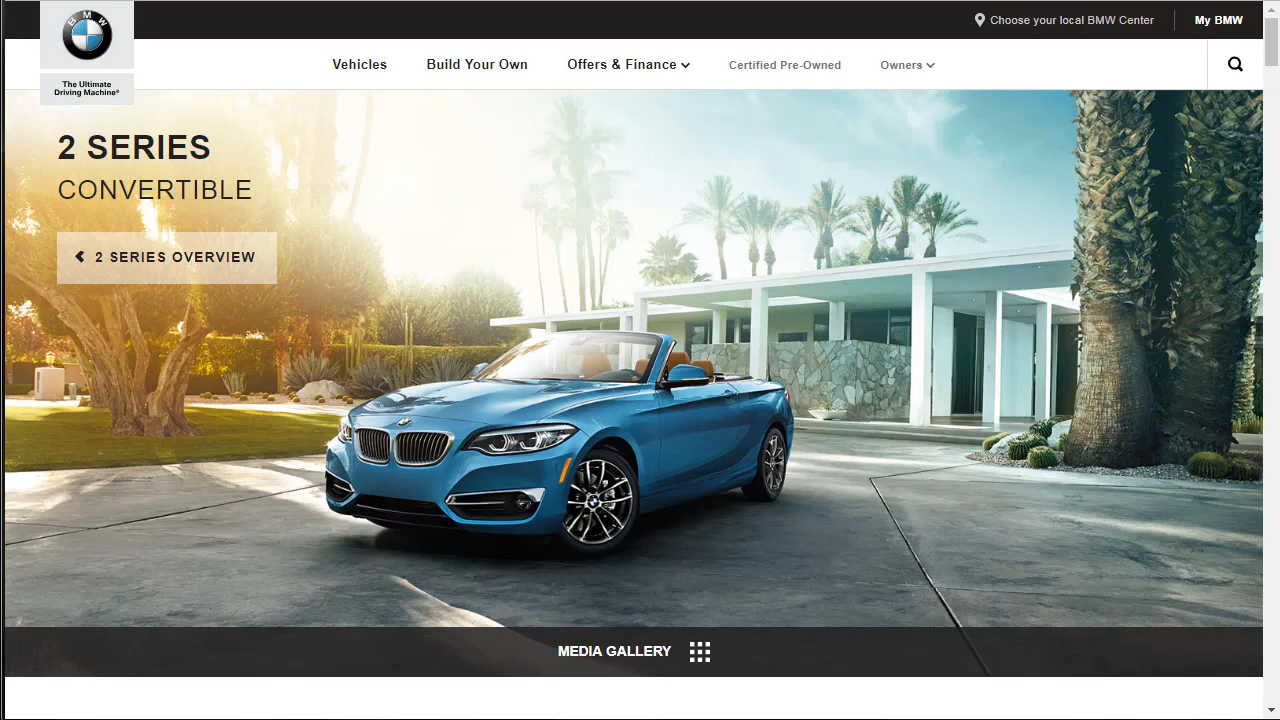 BMW
The Ultimate
Driving Machine®
Choose your local BMW Center
My BMW
Vehicles
Build Your Own
Offers & Finance
Certified Pre-Owned
Owners
2 SERIES
CONVERTIBLE
2 SERIES OVERVIEW
MEDIA GALLERY